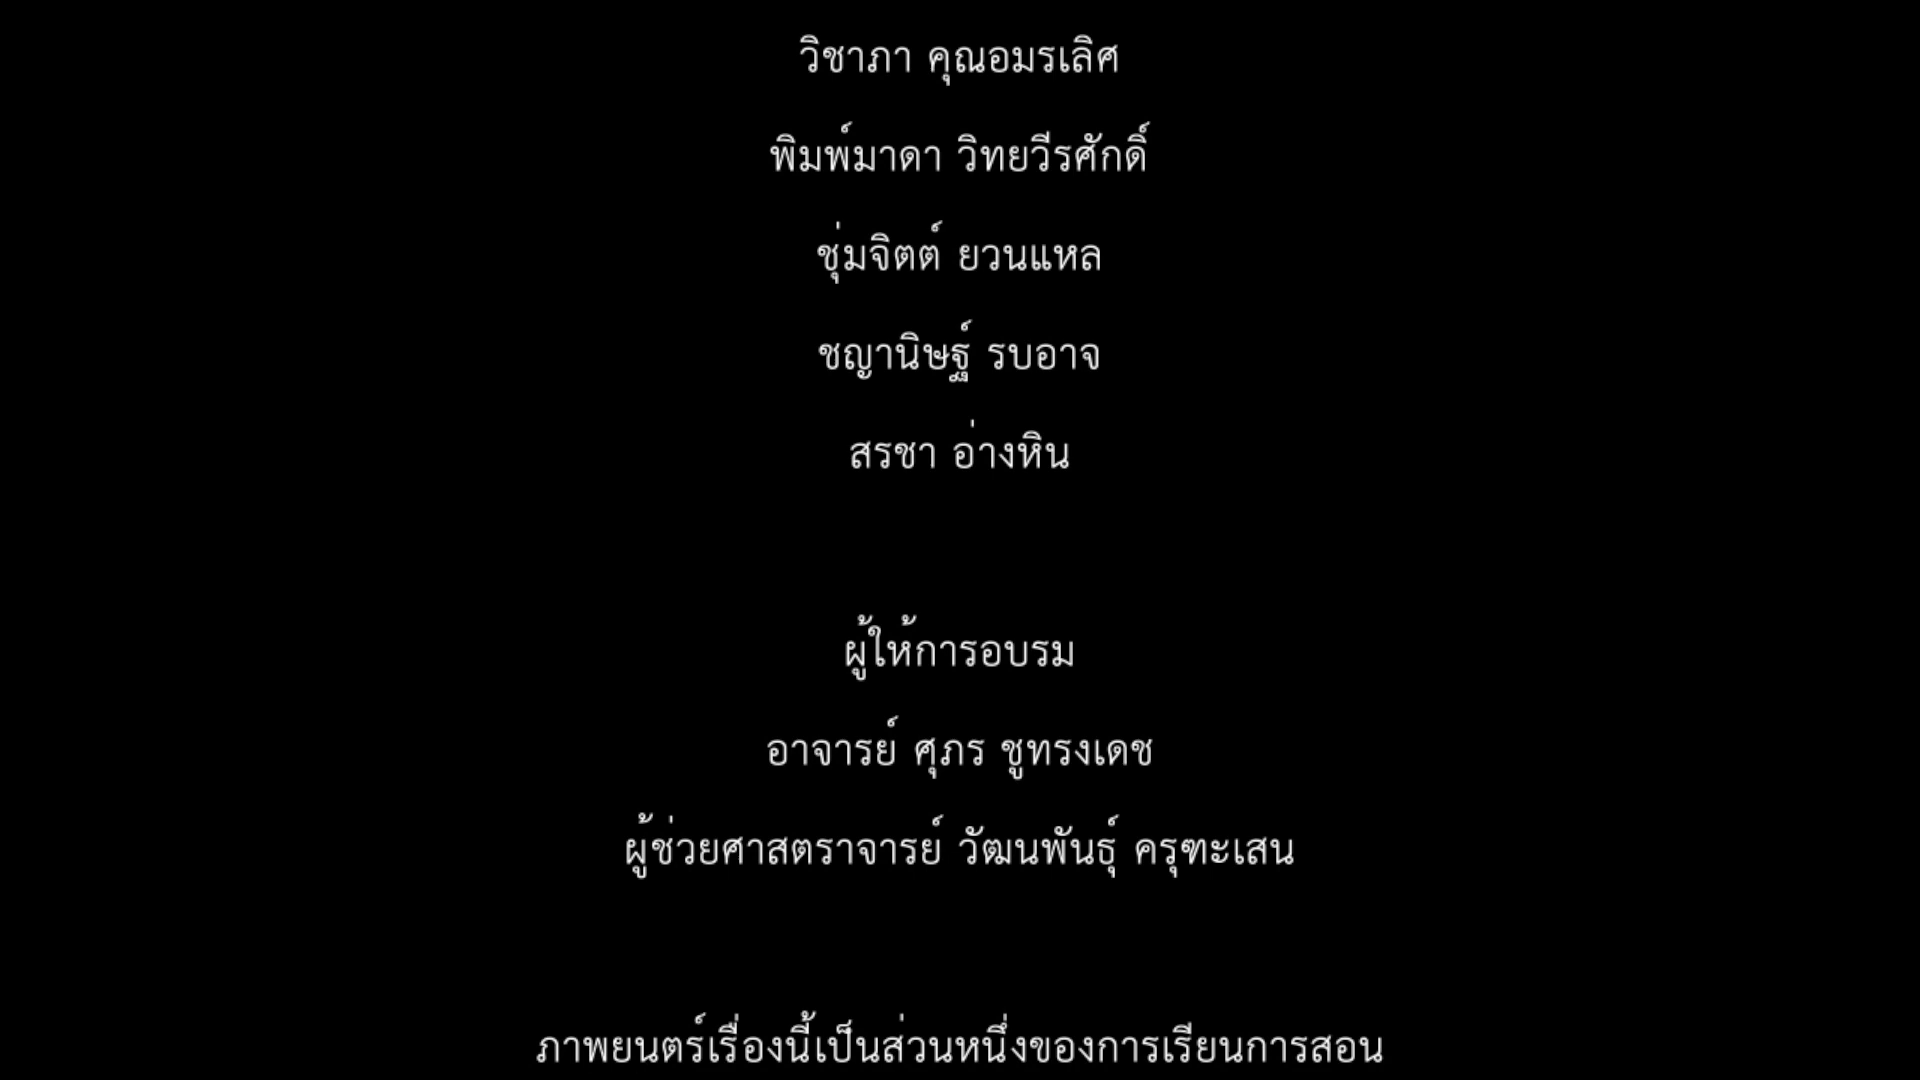 วิชาภา คุณอมรเลิศ
พิมพ์มาดา วิทยวีรศักดิ์
ชุ่มจิตต์ ยวนแหล
ชญานิษฐ์ รบอาจ
สรชา อ่างหิน
ผู้ให้การอบรม
อาจารย์ ศุภร ชูทรงเดช
ผู้ช่วยศาสตราจารย์ วัฒนพันธุ์ ครุฑะเสน
ภาพยนตร์เรื่องนี้เป็นส่วนหนึ่งของการเรียนการสอน